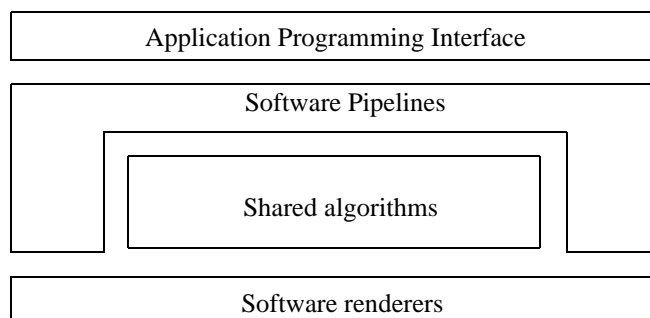 Application Programming Interface
Software Pipelines
Shared algorithms
Software renderers